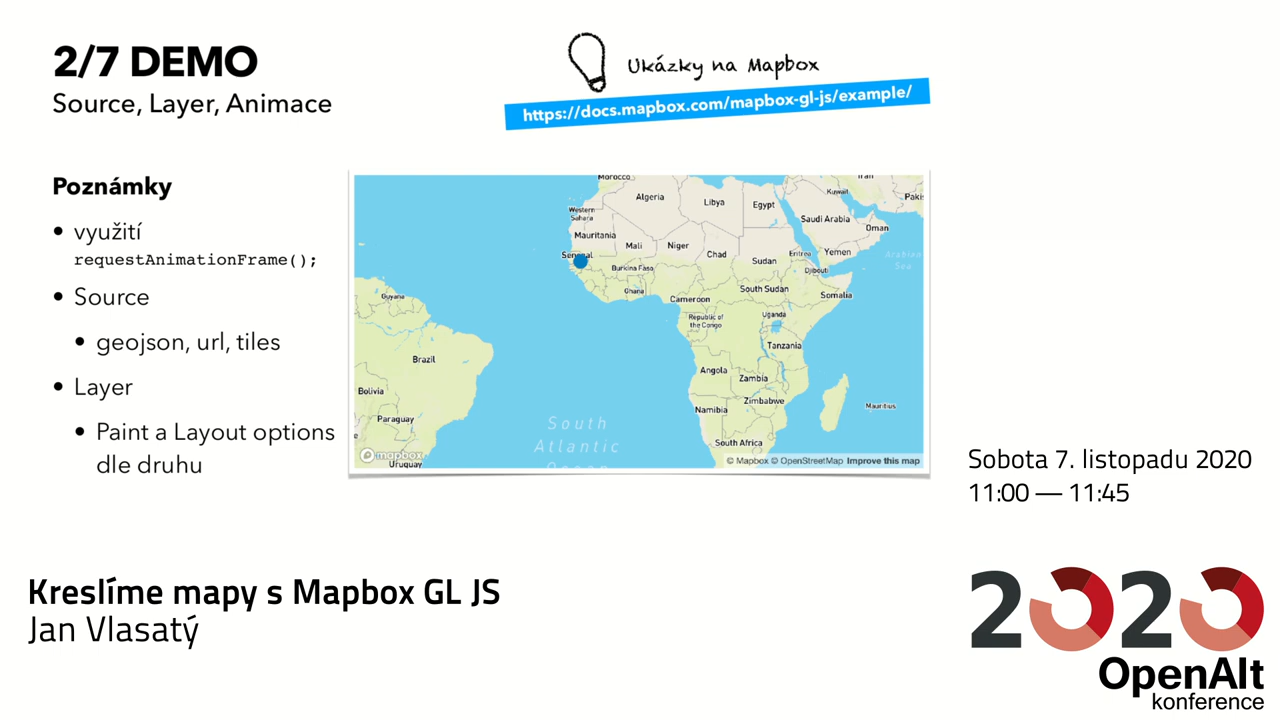 2/7 DEMO
Source, Layer, Animace
Ukázky na Mapbox
https://docs.mapbox.com/mapbox-gl-js/example/
Poznámky
• využití
requestAnimationFrame();
• Source
• geojson, url, tiles
• Layer
• Paint a Layout options
dle druhu
Morocco
Iran
Algeria
Libya
Egypt
Kuwait
Pakis
Western
Sahara
Saudi Arabia
Oman
Mauritania
Mali
Niger
Chad
Sudan
Eritrea
Yemen
Arabian
Sea
Senegal
Burkina Faso
Djibouti
Guyana
Ghana
Cameroon
South Sudan
Somalia
Republic of
the Congo
Uganda
Brazil
Tanzania
Angola
Zambia
Bolivia
Namibia
Zimbabwe
Mauritius
Paraguay
South
Atlantic
Ocean
South Africa
mapbox
Uruguay
© Mapbox © OpenStreetMap Improve this map
Sobota 7. listopadu 2020
11:00 — 11:45
Kreslíme mapy s Mapbox GL JS
Jan Vlasatý
2020
OpenAlt
konference